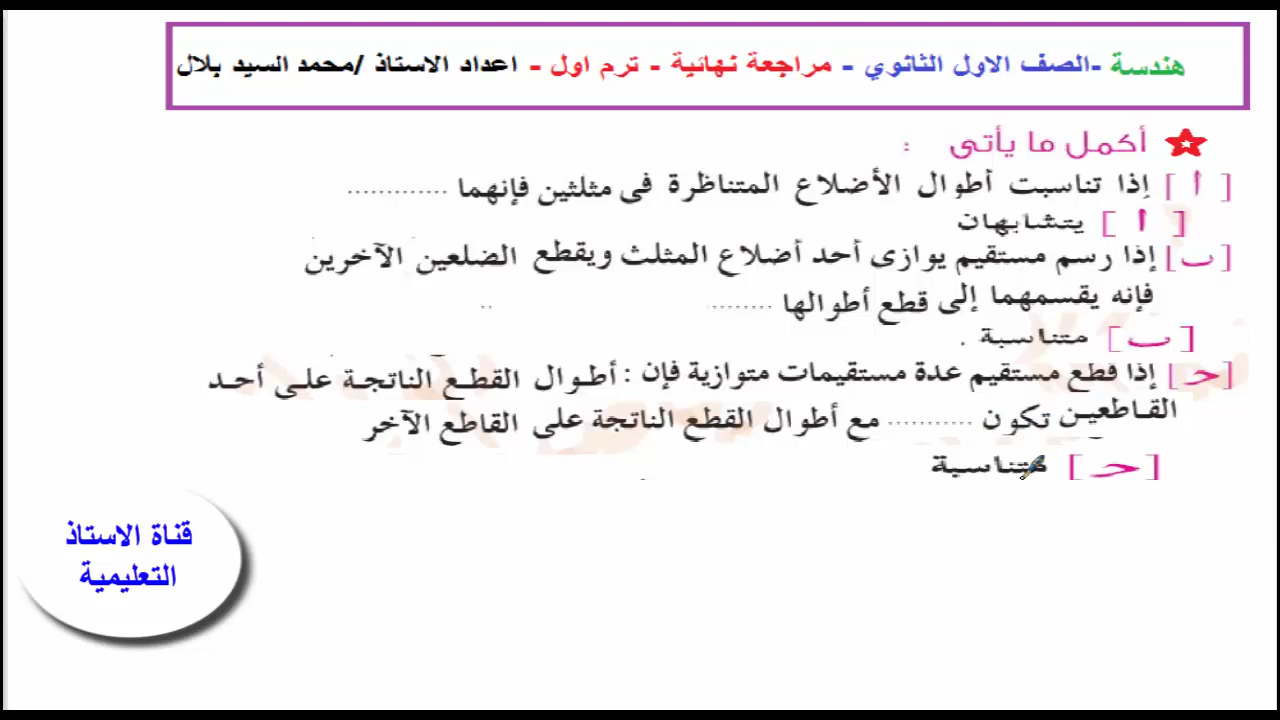 هندسة -الصف الاول الثانوي - مراجعة نهائية - ترم اول - اعداد الاستاذ /محمد السيد بلال
أكمل ما يأتى :
[ أ ] إذا تناسبت أطوال الأضلاع المتناظرة فى مثلثين فإنهما .............
[ أ ] يتشابهان
[ب] إذا رسم مستقيم يوازى أحد أضلاع المثلث ويقطع الضلعين الآخرين
فإنه يقسمهما إلى قطع أطوالها ........ ..
[ب] متناسبة .
[حـ] إذا قطع مستقيم عدة مستقيمات متوازية فإن : أطوال القطع الناتجة على أحد
القاطعين تكون ........... مع أطوال القطع الناتجة على القاطع الآخر
[حـ] متناسبة
قناة الاستاذ
التعليمية